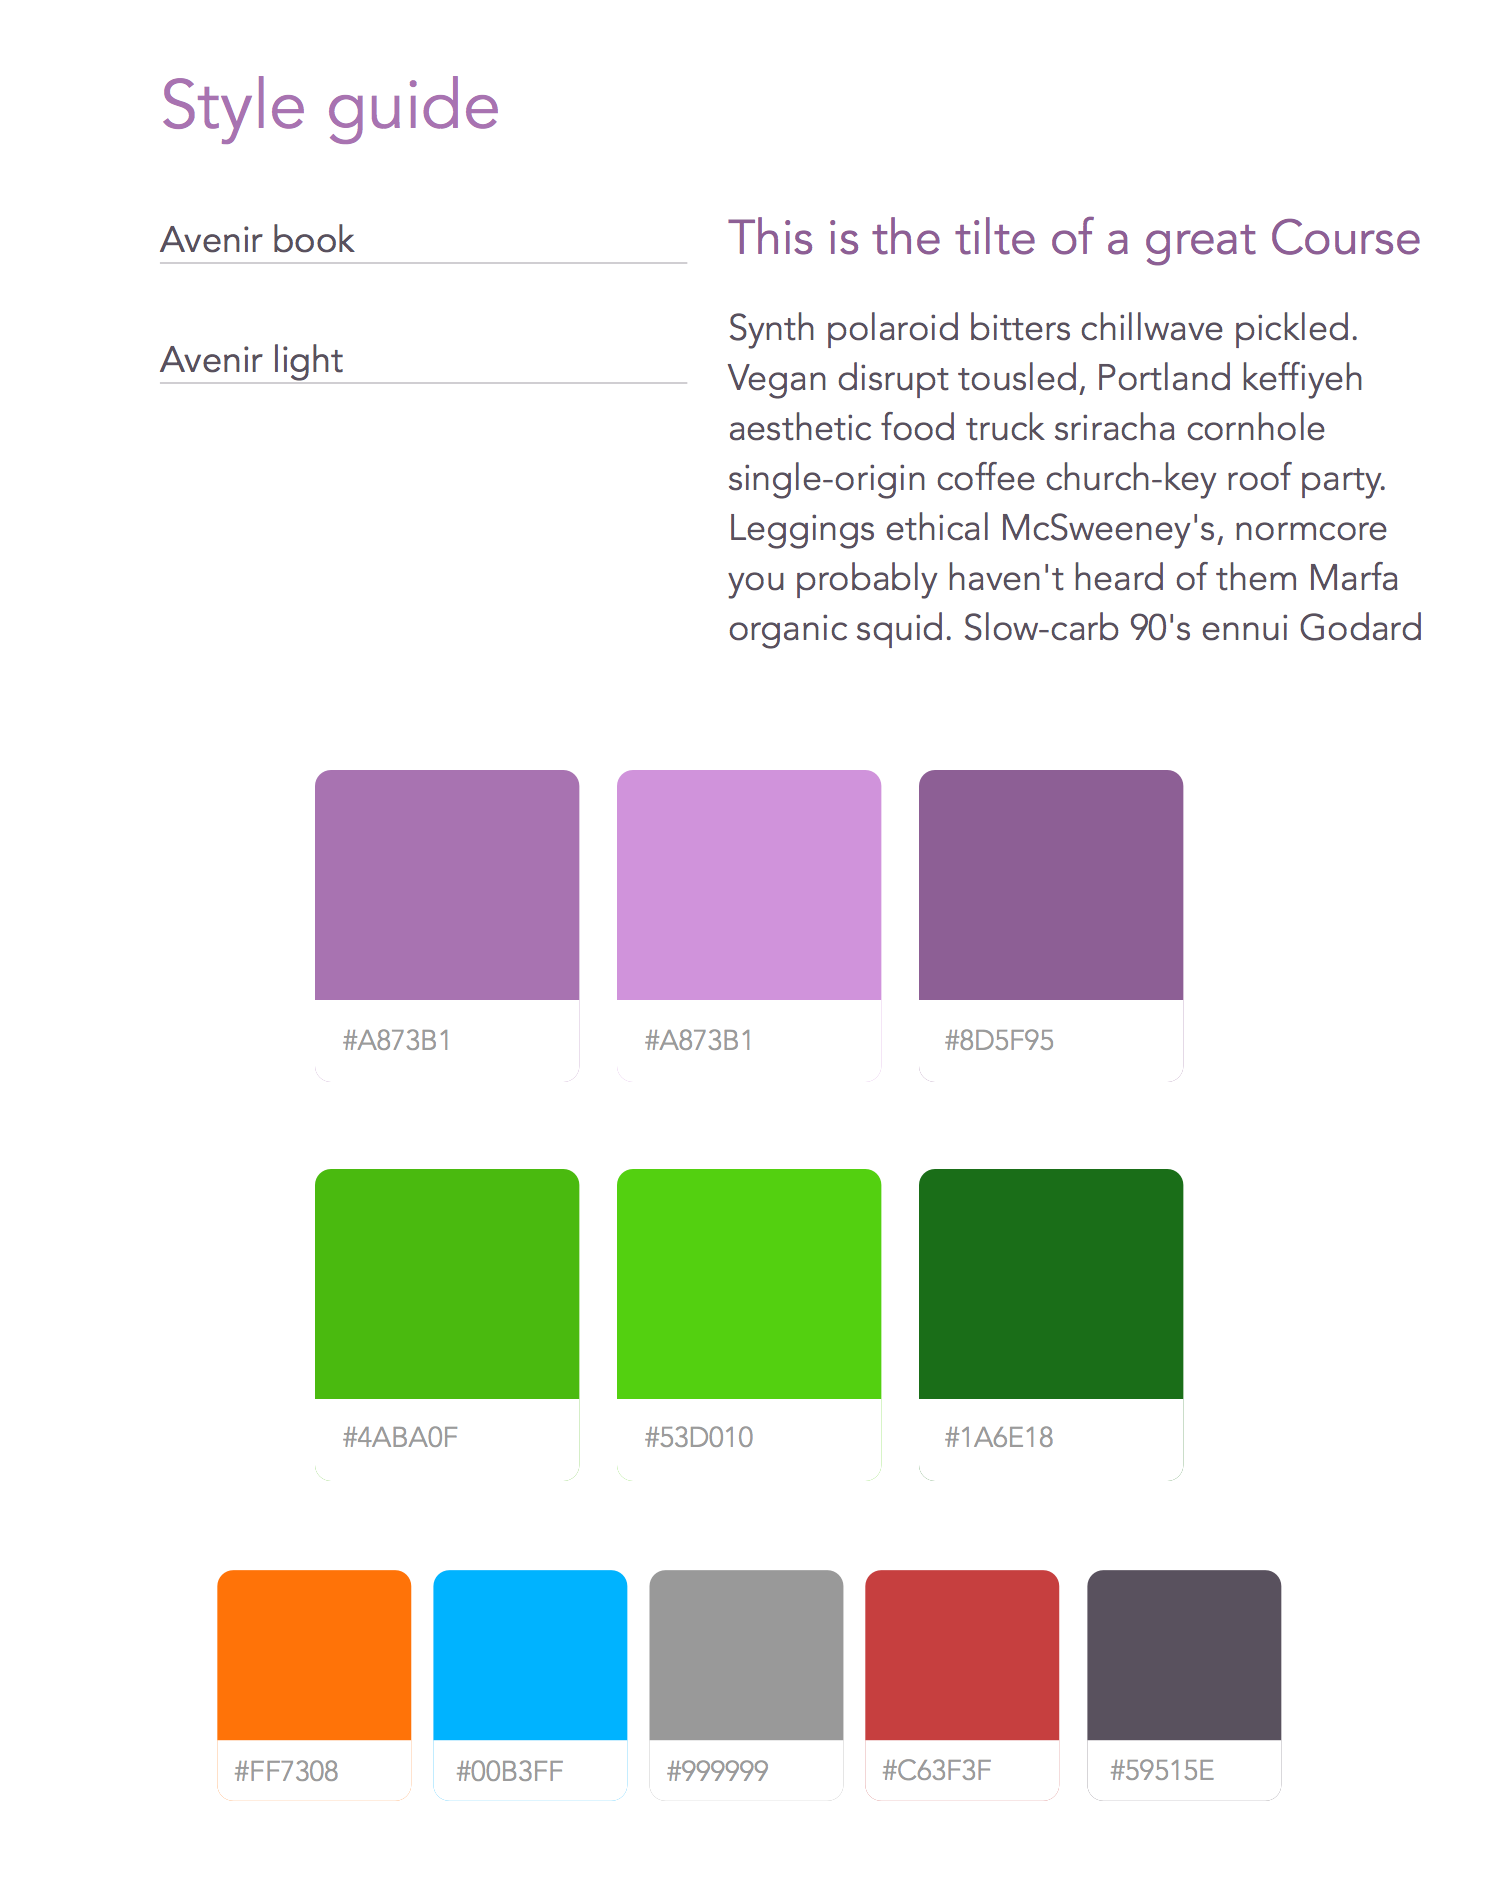 Style guide
Avenir book
Avenir light
This is the tilte of a great Course
Synth polaroid bitters chillwave pickled.
Vegan disrupt tousled, Portland keffiyeh
aesthetic food truck sriracha cornhole
single-origin coffee church-key roof party.
Leggings ethical McSweeney's, normcore
you probably haven't heard of them Marfa
organic squid. Slow-carb 90's ennui Godard
#A873B1
#A873B1
#8D5F95
#4ABA0F
#53D010
#1A6E18
#FF7308
#00B3FF
#999999
#C63F3F
#59515E